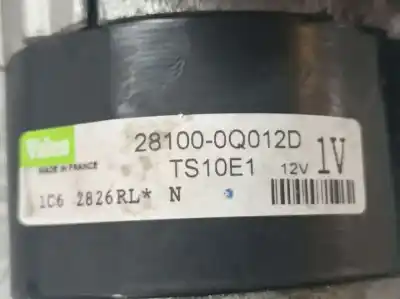 Valeo
28100-0Q012D
MADE IN FRANCE
TS10E1 12V 1V
1C6 2826RL* N